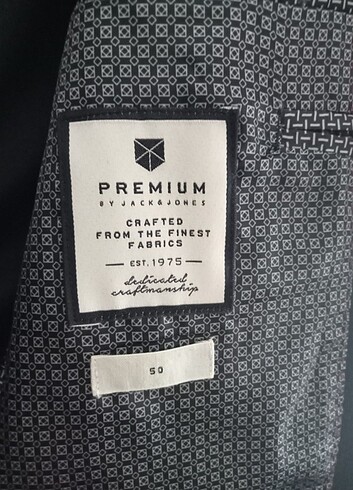 PREMIUM
BY JACK&JONES
CRAFTED
FROM THE FINEST
FABRICS
EST. 1975
dedicated
craftmanship
50